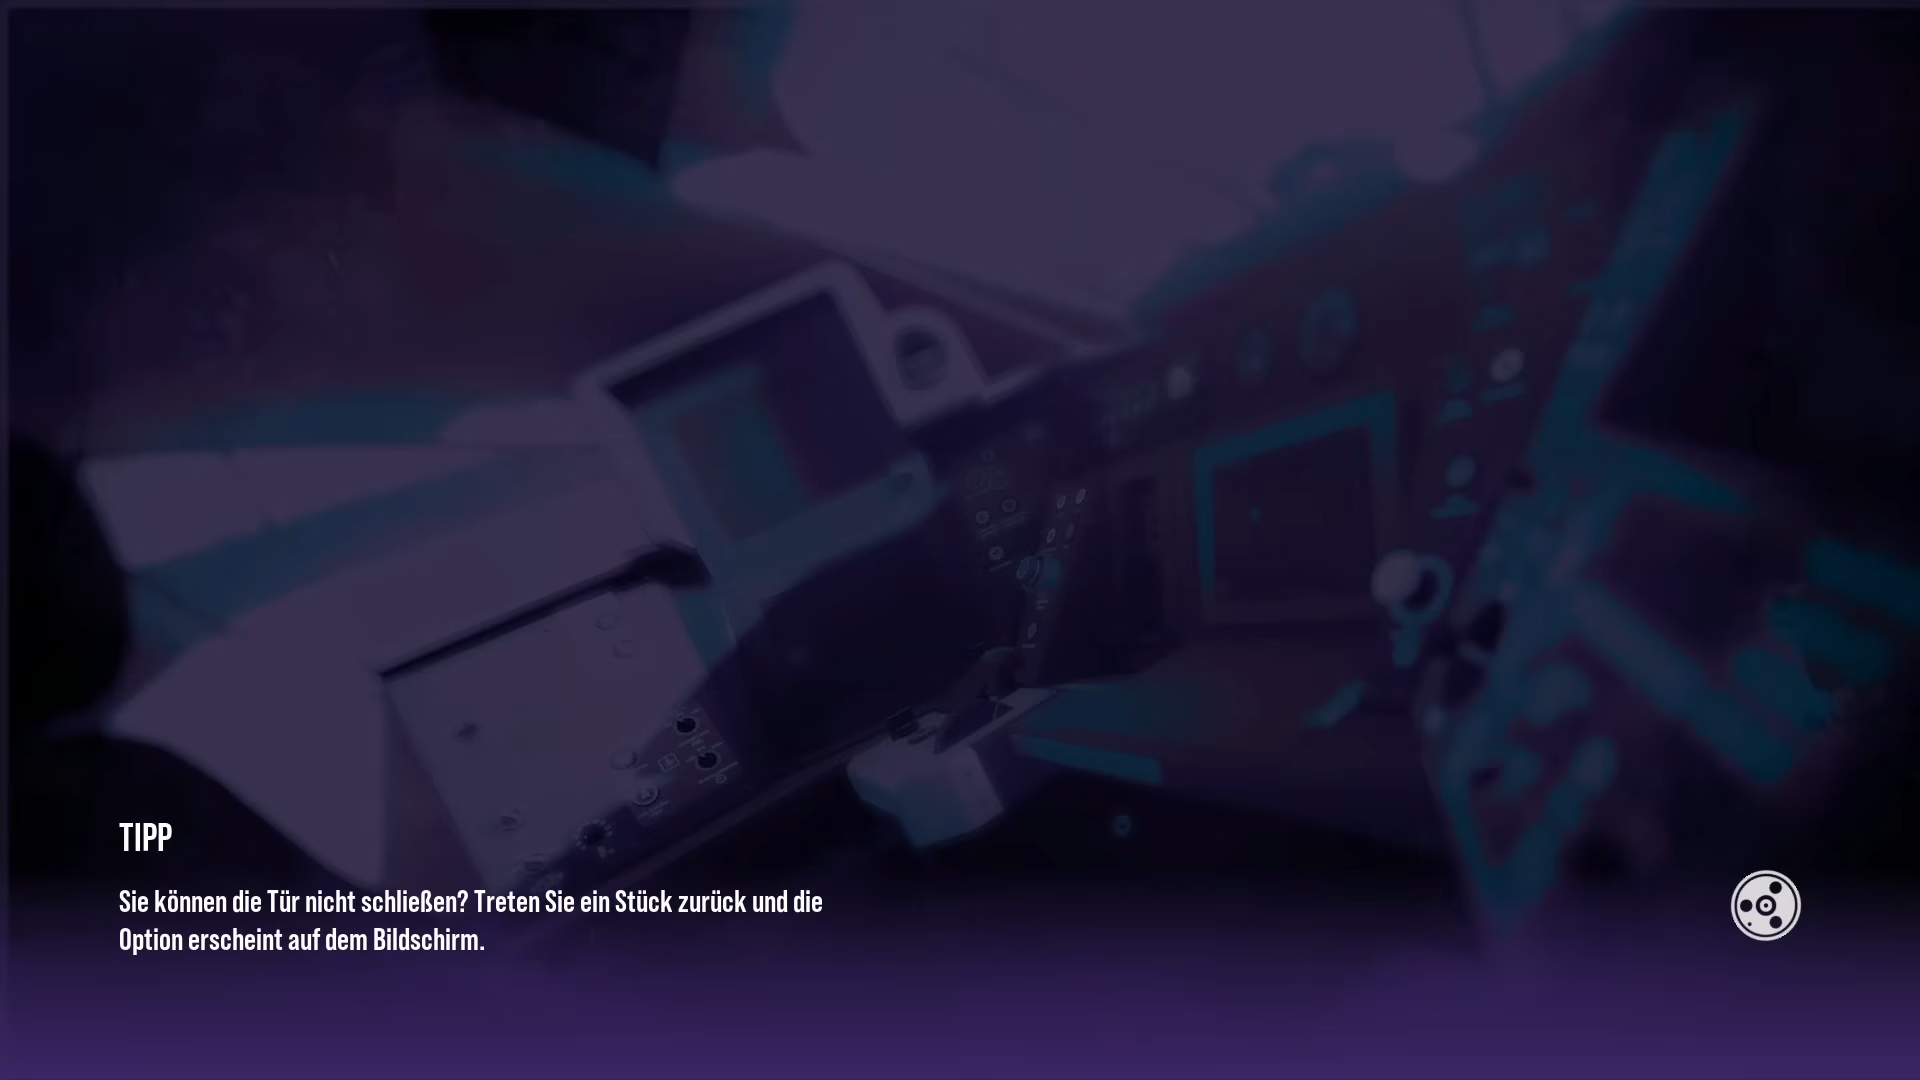 TIPP
Sie können die Tür nicht schließen? Treten Sie ein Stück zurück und die
Option erscheint auf dem Bildschirm.